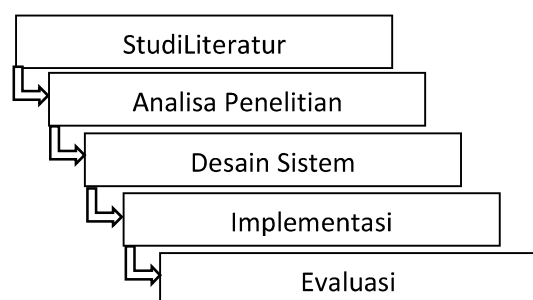 StudiLiteratur
Analisa Penelitian
Desain Sistem
Implementasi
Evaluasi